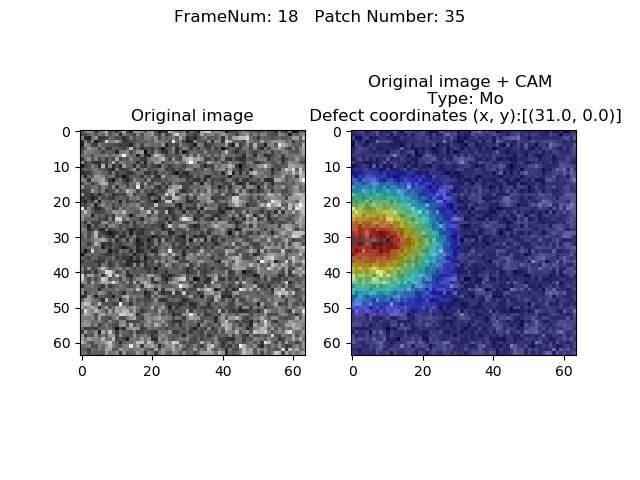 FrameNum: 18   Patch Number: 35
Original image
0
10
20
30
40
50
60
0 20 40 60
Original image + CAM
Type: Mo
Defect coordinates (x, y):[(31.0, 0.0)]
0
10
20
30
40
50
60
0 20 40 60